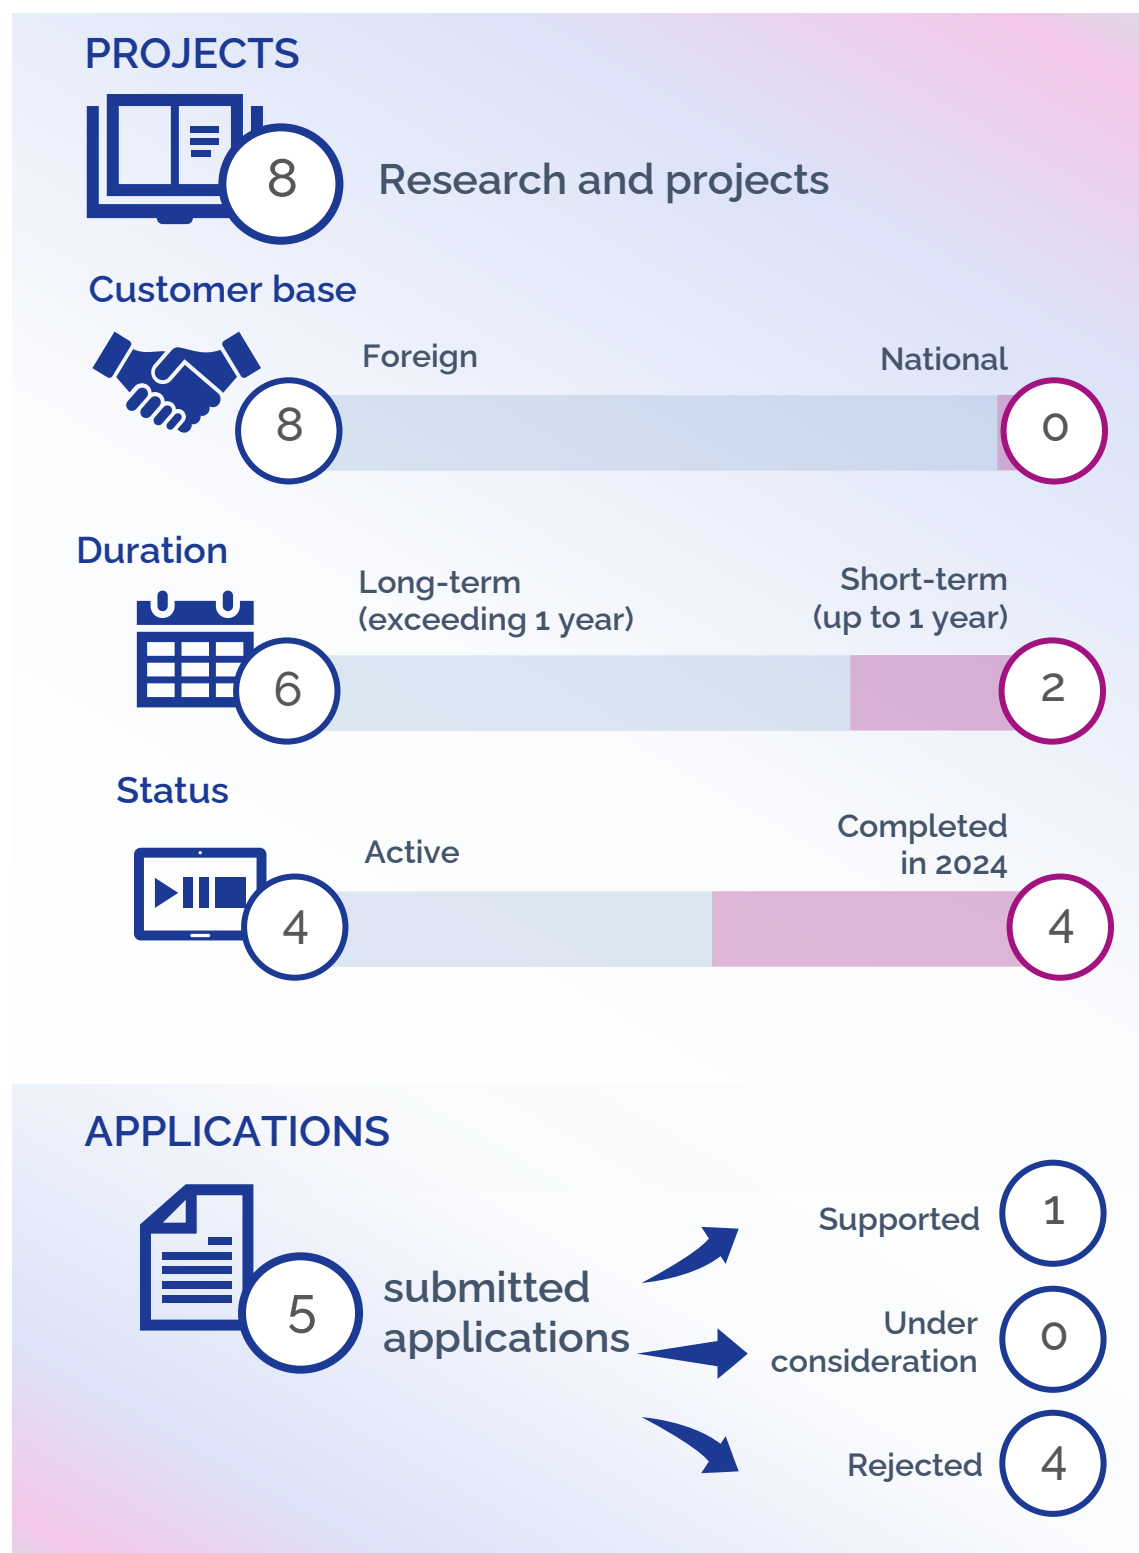 PROJECTS
8
Research and projects
Customer base
Foreign
National
8
0
Duration
Long-term
(exceeding 1 year)
Short-term
(up to 1 year)
6
2
Status
Active
Completed
in 2024
4
4
APPLICATIONS
5
submitted
applications
Supported
1
Under
consideration
0
Rejected
4